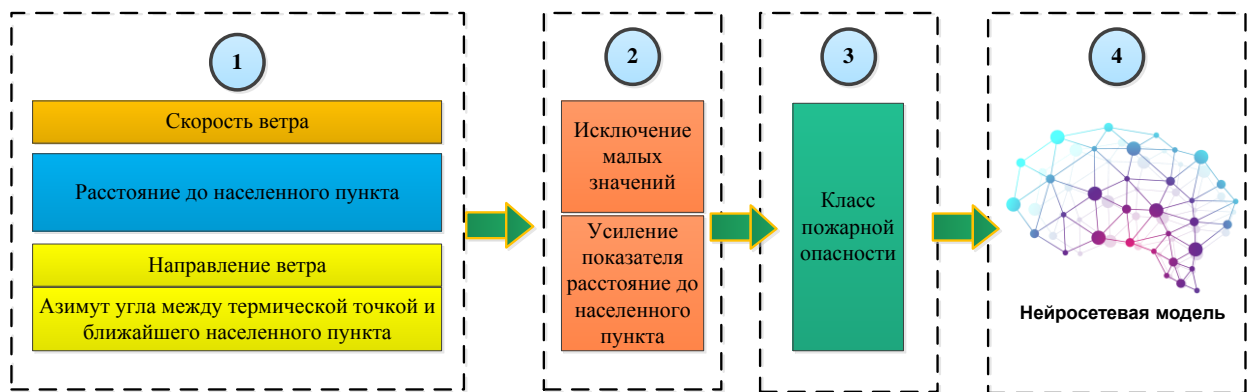 1
Скорость ветра
Расстояние до населенного пункта
Направление ветра
Азимут угла между термической точкой и
ближайшего населенного пункта
2
Исключение
малых
значений
Усиление
показателя
расстояние до
населенного
пункта
3
Класс
пожарной
опасности
4
Нейросетевая модель